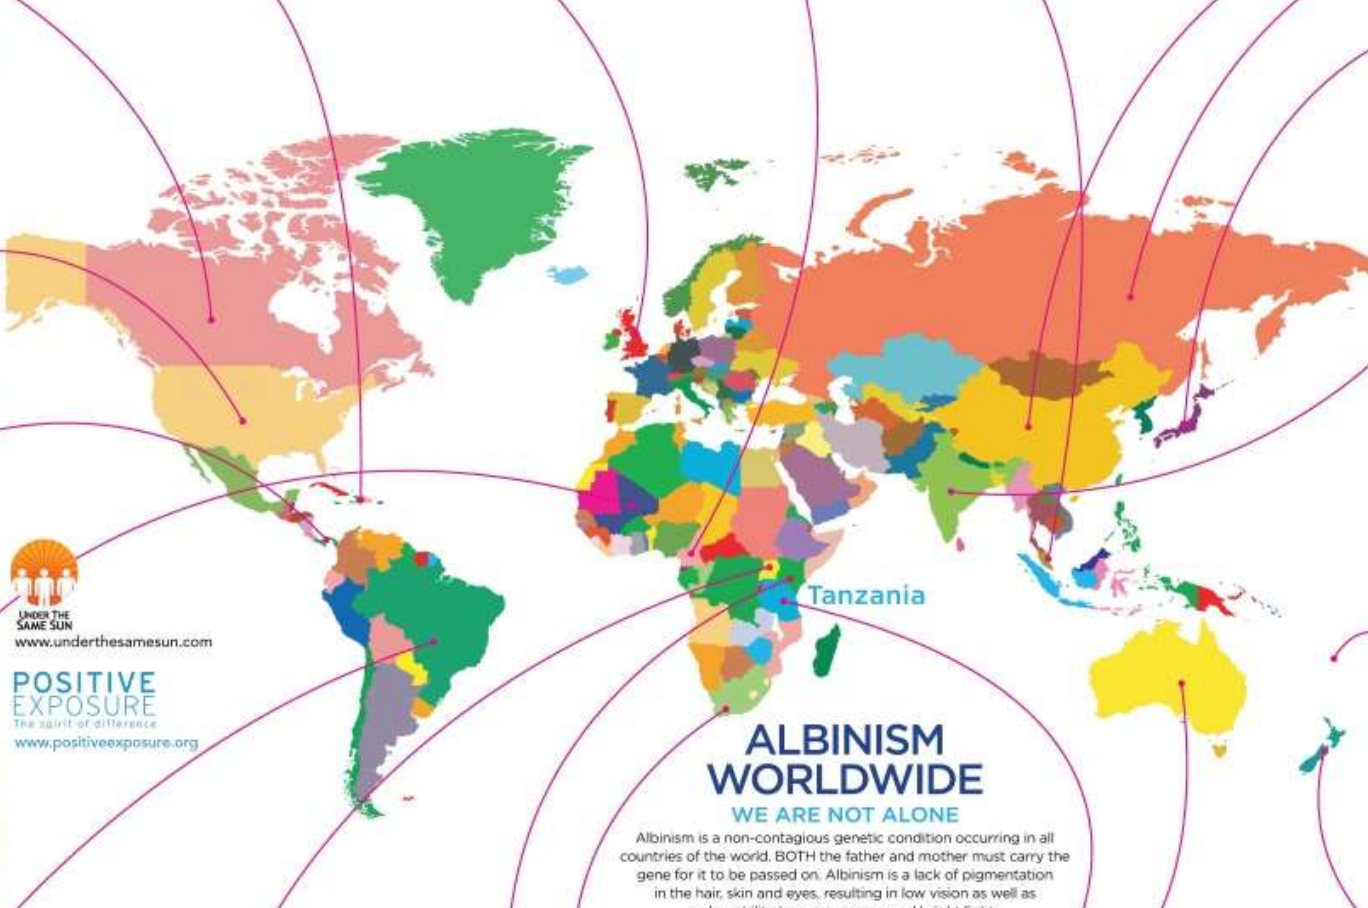 Tanzania
UNDER THE
SAME SUN
www.underthesamesun.com
POSITIVE
EXPOSURE
The spirit of difference
www.positiveexposure.org
ALBINISM
WORLDWIDE
WE ARE NOT ALONE
Albinism is a non-contagious genetic condition occurring in all
countries of the world. BOTH the father and mother must carry the
gene for it to be passed on. Albinism is a lack of pigmentation
in the hair, skin and eyes, resulting in low vision as well as